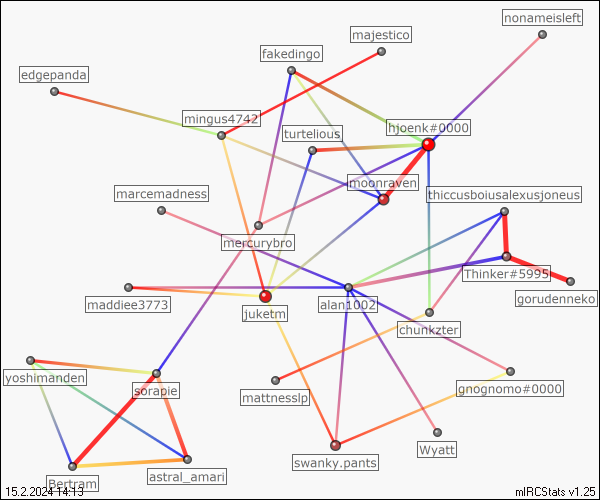 nonameisleft
majestico
fakedingo
edgepanda
mingus4742
hjoenk#0000
turtelious
moonraven
marcemadness
thiccusboiusalexusjoneus
mercurybro
Thinker#5995
gorudenneko
maddiee3773
alan1002
juketm
chunkzter
yoshimanden
sorapie
gnognomo#0000
mattnesslp
Wyatt
swanky.pants
astral_amari
Bertram
15.2.2024 14:13
mIRCStats v1.25